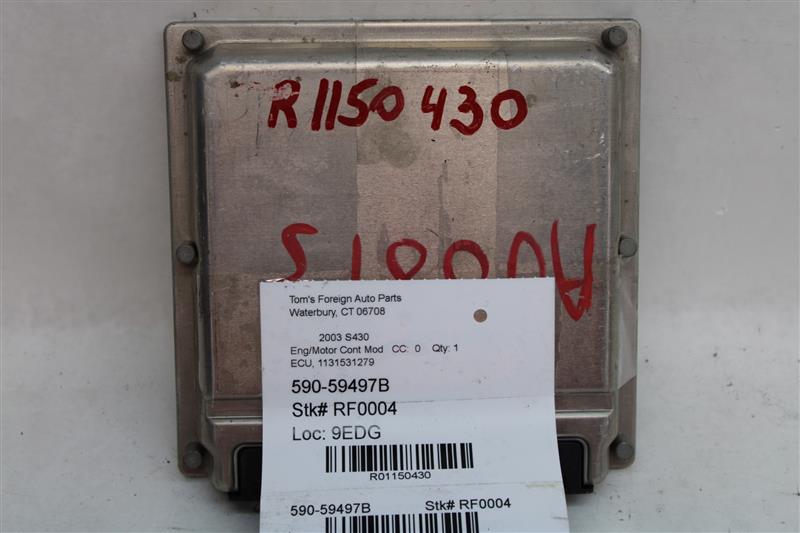 R1150430
Tom's Foreign Auto Parts
Waterbury, CT 06708
2003 S430
Eng/Motor Cont Mod CC: 0 Qty: 1
ECU, 1131531279
590-59497B
Stk# RF0004
Loc: 9EDG
R01150430
590-59497B Stk# RF0004